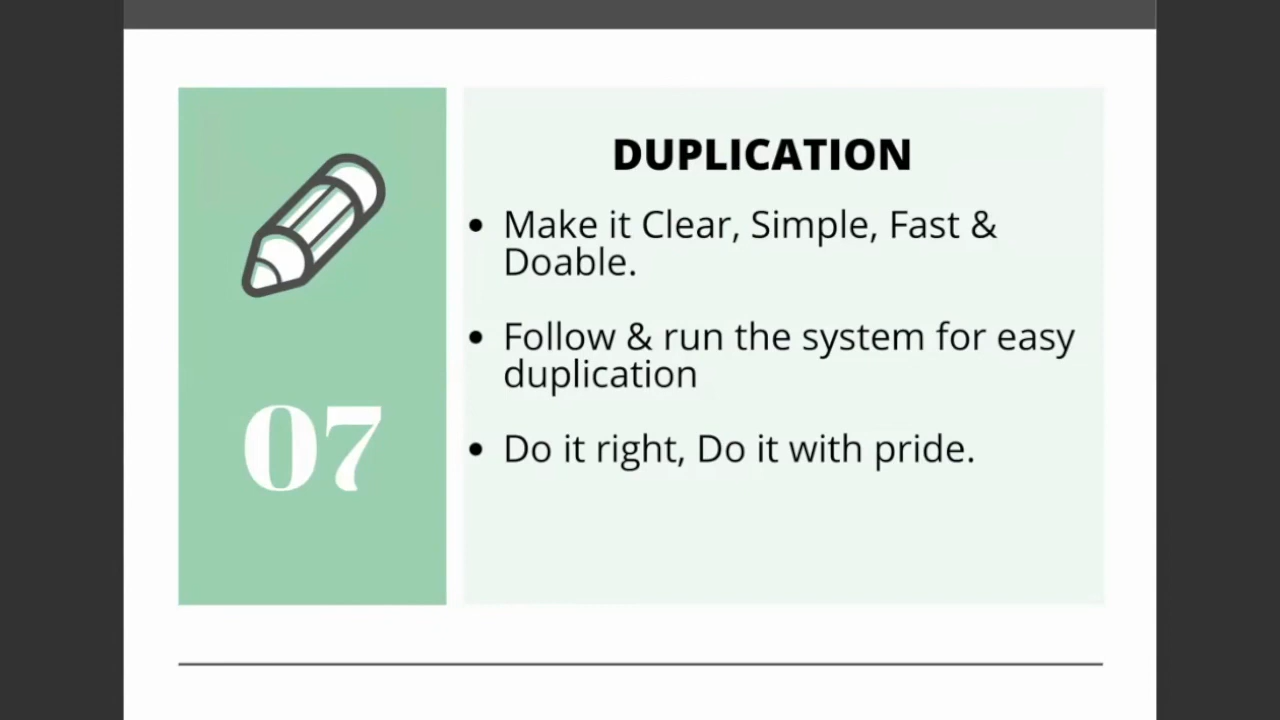 07
DUPLICATION
• Make it Clear, Simple, Fast &
Doable.
• Follow & run the system for easy
duplication
• Do it right, Do it with pride.